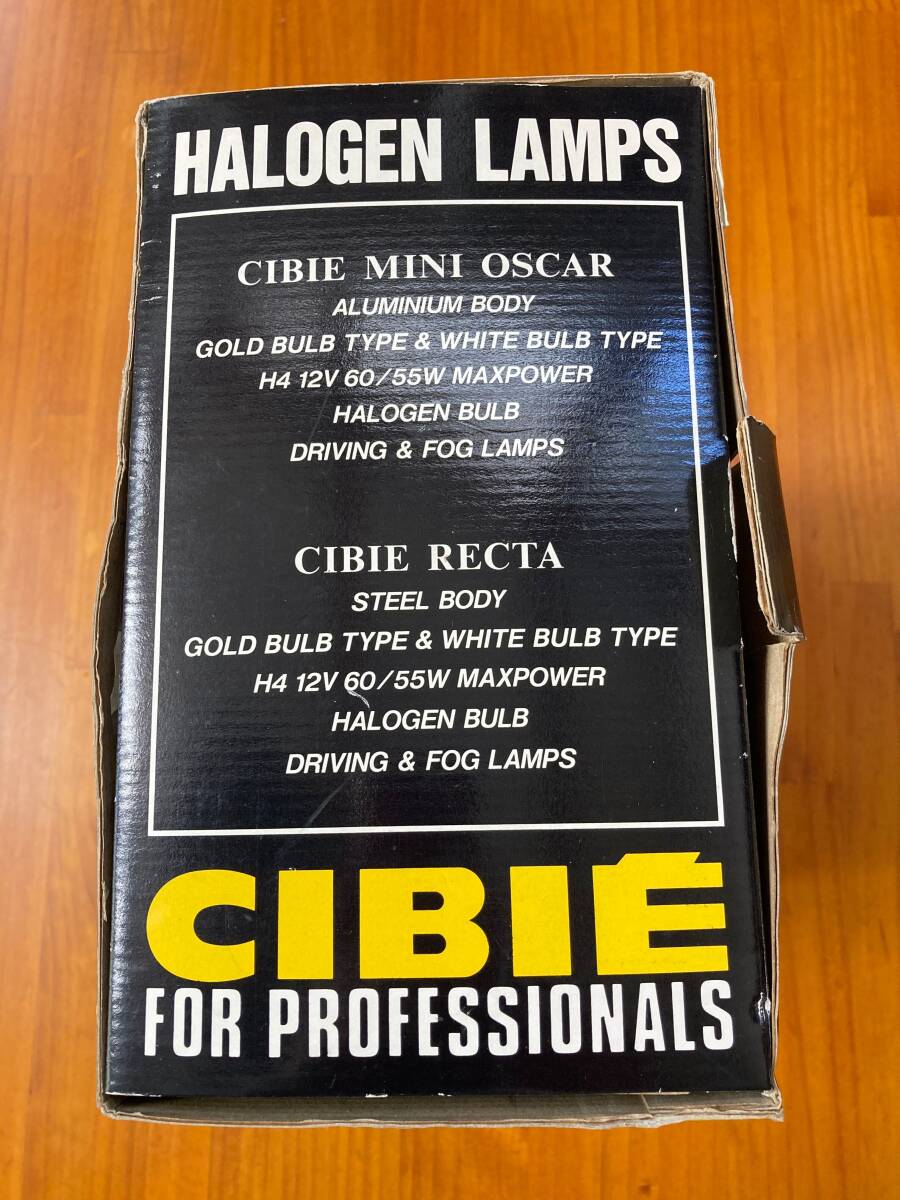 HALOGEN LAMPS
CIBIE MINI OSCAR
ALUMINIUM BODY
GOLD BULB TYPE & WHITE BULB TYPE
H4 12V 60/55W MAXPOWER
HALOGEN BULB
DRIVING & FOG LAMPS
CIBIE RECTA
STEEL BODY
GOLD BULB TYPE & WHITE BULB TYPE
H4 12V 60/55W MAXPOWER
HALOGEN BULB
DRIVING & FOG LAMPS
CIBIÉ
FOR PROFESSIONALS